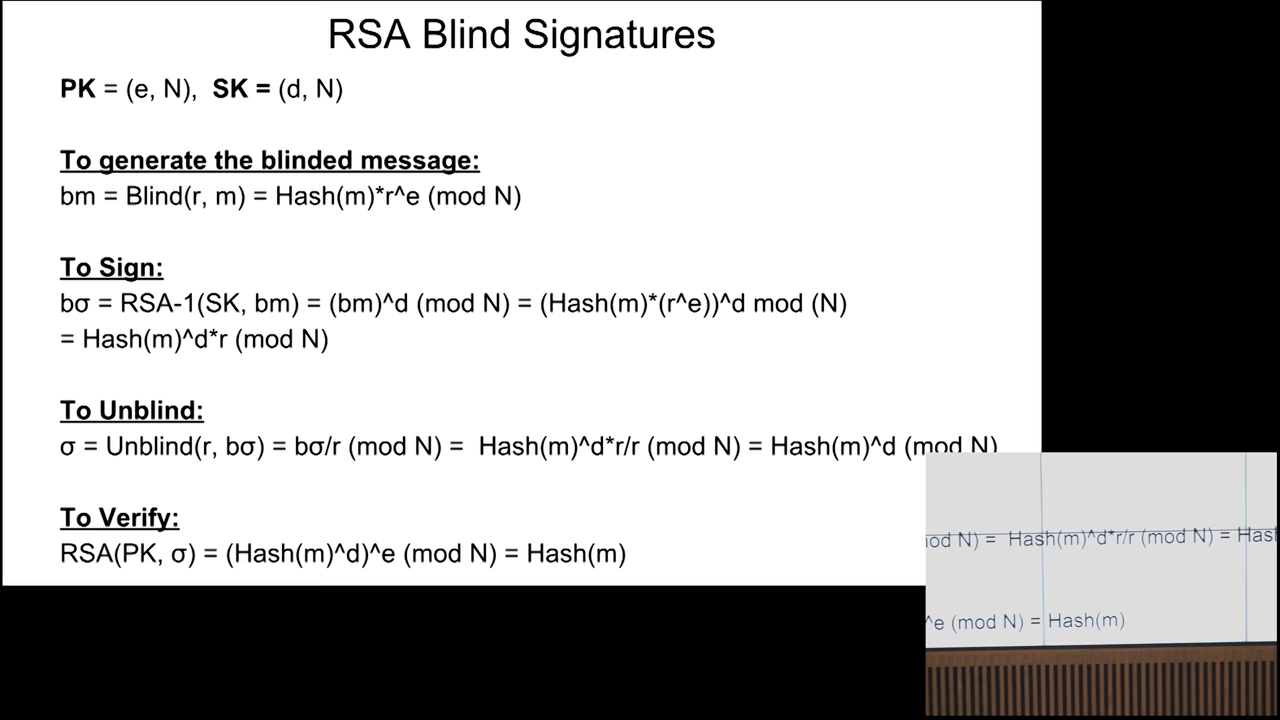 RSA Blind Signatures
PK = (e, N), SK = (d, N)
To generate the blinded message:
bm = Blind(r, m) = Hash(m)*r^e (mod N)
To Sign:
bσ = RSA-1(SK, bm) = (bm)^d (mod N) = (Hash(m)*(r^e))^d mod (N)
= Hash(m)^d*r (mod N)
To Unblind:
σ = Unblind(r, bσ) = bσ/r (mod N) = Hash(m)^d*r/r (mod N) = Hash(m)^d (mod N)
To Verify:
RSA(PK, σ) = (Hash(m)^d)^e (mod N) = Hash(m)
od N) = Hash(m)^d*r/r (mod N) = Hash
^e (mod N) = Hash(m)